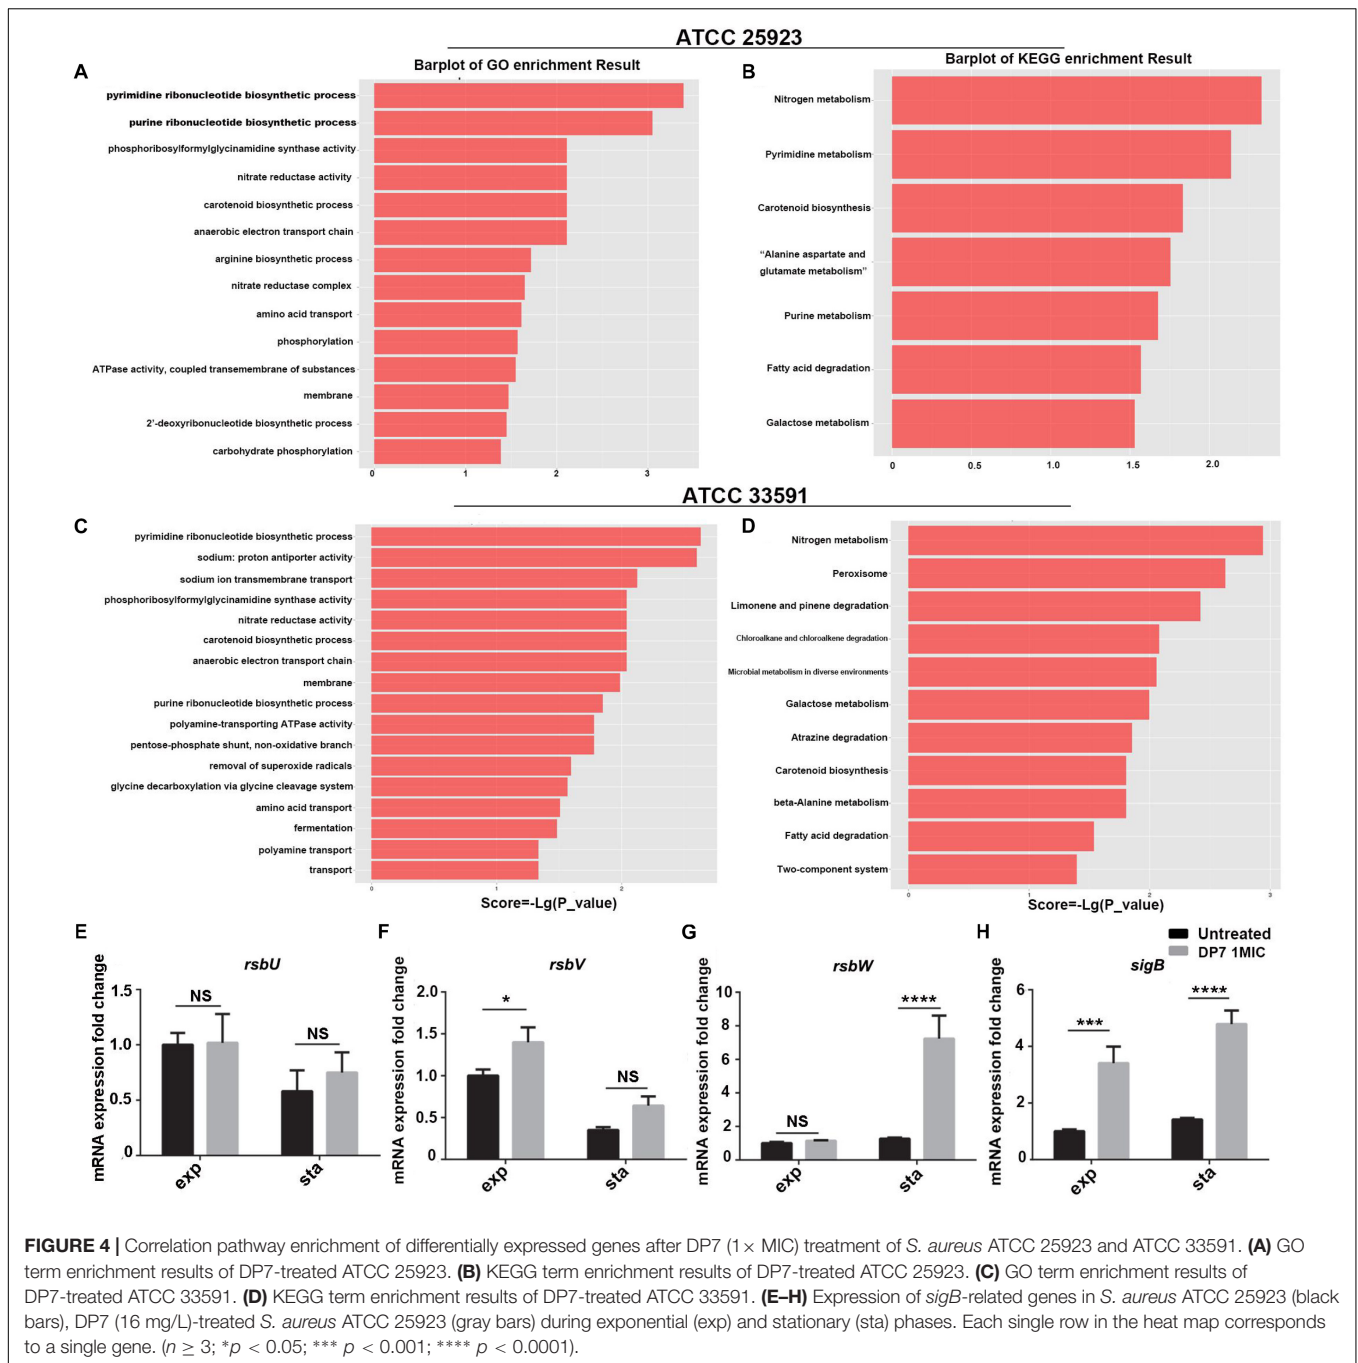 ATCC 25923
A
Barplot of GO enrichment Result
pyrimidine ribonucleotide biosynthetic process
purine ribonucleotide biosynthetic process
phosphoribosylformylglycinamidine synthase activity
nitrate reductase activity
carotenoid biosynthetic process
anaerobic electron transport chain
arginine biosynthetic process
nitrate reductase complex
amino acid transport
phosphorylation
ATPase activity, coupled transemembrane of substances
membrane
2'-deoxyribonucleotide biosynthetic process
carbohydrate phosphorylation
0 1 2 3
B
Barplot of KEGG enrichment Result
Nitrogen metabolism
Pyrimidine metabolism
Carotenoid biosynthesis
“Alanine aspartate and
glutamate metabolism”
Purine metabolism
Fatty acid degradation
Galactose metabolism
0 0.5 1.0 1.5 2.0
ATCC 33591
C
pyrimidine ribonucleotide biosynthetic process
sodium: proton antiporter activity
sodium ion transmembrane transport
phosphoribosylformylglycinamidine synthase activity
nitrate reductase activity
carotenoid biosynthetic process
anaerobic electron transport chain
membrane
purine ribonucleotide biosynthetic process
polyamine-transporting ATPase activity
pentose-phosphate shunt, non-oxidative branch
removal of superoxide radicals
glycine decarboxylation via glycine cleavage system
amino acid transport
fermentation
polyamine transport
transport
0 1 2
D
Nitrogen metabolism
Peroxisome
Limonene and pinene degradation
Chloroalkane and chloroalkene degradation
Microbial metabolism in diverse environments
Galactose metabolism
Atrazine degradation
Carotenoid biosynthesis
beta-Alanine metabolism
Fatty acid degradation
Two-component system
0 1 2 3
Score=-Lg(P_value)
Score=-Lg(P_value)
E
rsbU
mRNA expression fold change
1.5
1.0
0.5
0
NS
NS
exp sta
F
rsbV
mRNA expression fold change
2.0
1.5
1.0
0.5
0
*
NS
exp sta
G
rsbW
mRNA expression fold change
10
8
6
4
2
0
NS
****
exp sta
H
Untreated
DP7 1MIC
sigB
mRNA expression fold change
6
4
2
0
***
****
exp sta
FIGURE 4 | Correlation pathway enrichment of differentially expressed genes after DP7 (1× MIC) treatment of S. aureus ATCC 25923 and ATCC 33591. (A) GO
term enrichment results of DP7-treated ATCC 25923. (B) KEGG term enrichment results of DP7-treated ATCC 25923. (C) GO term enrichment results of
DP7-treated ATCC 33591. (D) KEGG term enrichment results of DP7-treated ATCC 33591. (E–H) Expression of sigB-related genes in S. aureus ATCC 25923 (black
bars), DP7 (16 mg/L)-treated S. aureus ATCC 25923 (gray bars) during exponential (exp) and stationary (sta) phases. Each single row in the heat map corresponds
to a single gene. (n ≥ 3; *p < 0.05; *** p < 0.001; **** p < 0.0001).